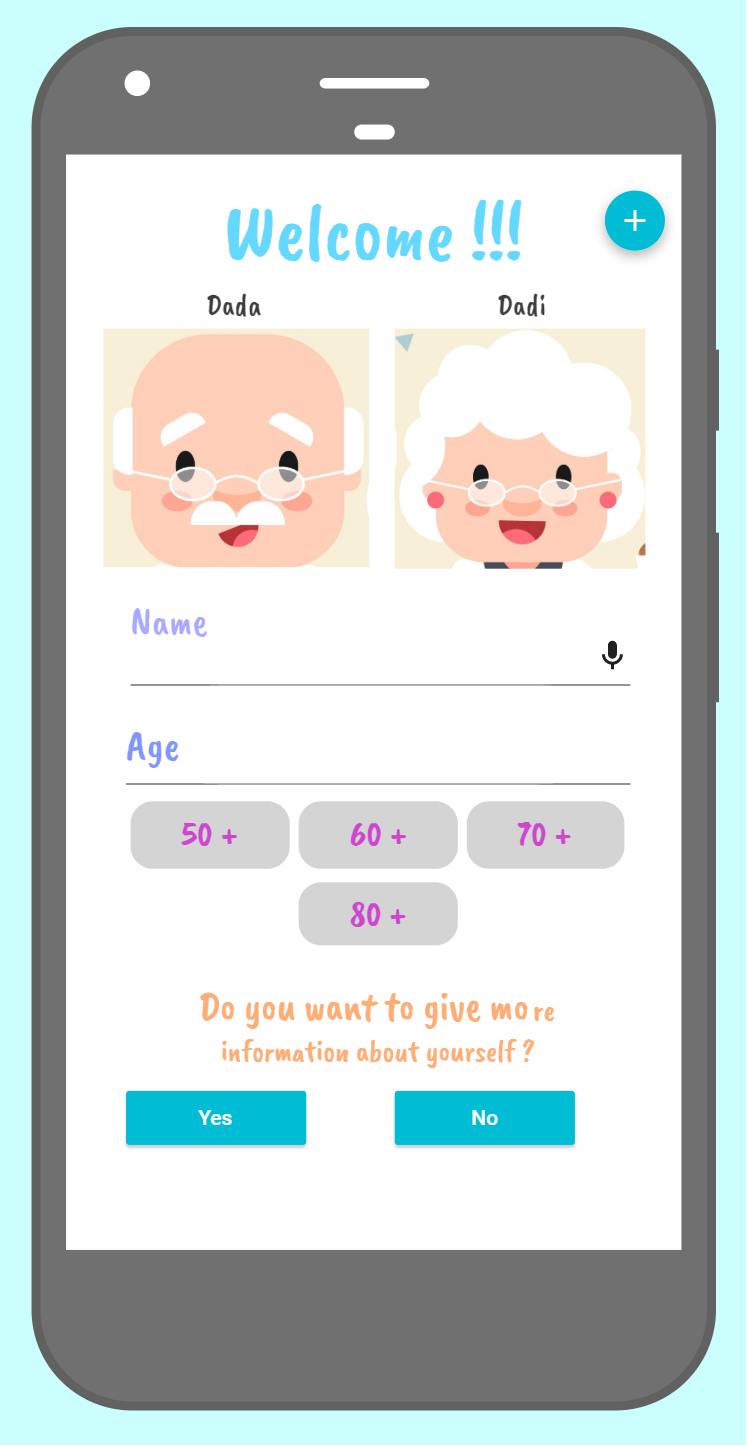 Welcome !!!
Dada Dadi
Name
Age
50 + 60 + 70 +
80 +
Do you want to give more
information about yourself ?
Yes No